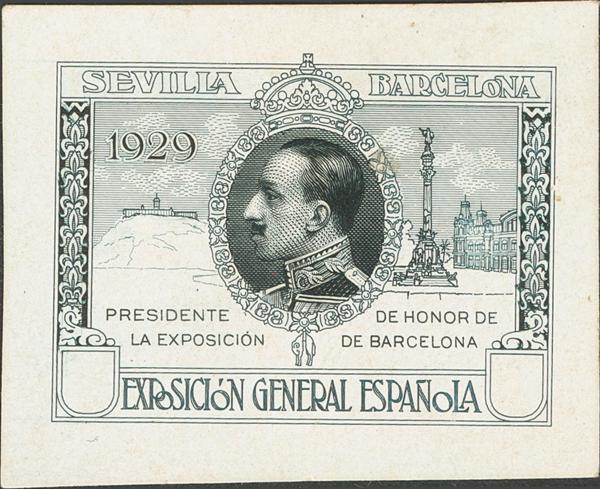 SEVILLA BARCELONA
1929
PRESIDENTE DE HONOR DE
LA EXPOSICIÓN DE BARCELONA
EXPOSICIÓN GENERAL ESPAÑOLA